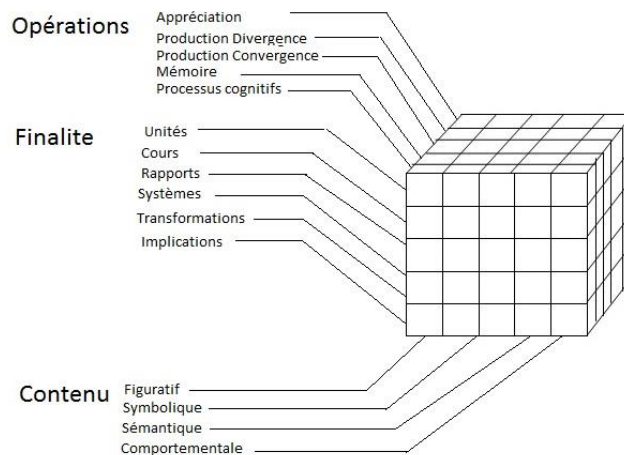 Opérations
Appréciation
Production Divergence
Production Convergence
Mémoire
Processus cognitifs
Finalite
Unités
Cours
Rapports
Systèmes
Transformations
Implications
Contenu
Figuratif
Symbolique
Sémantique
Comportementale